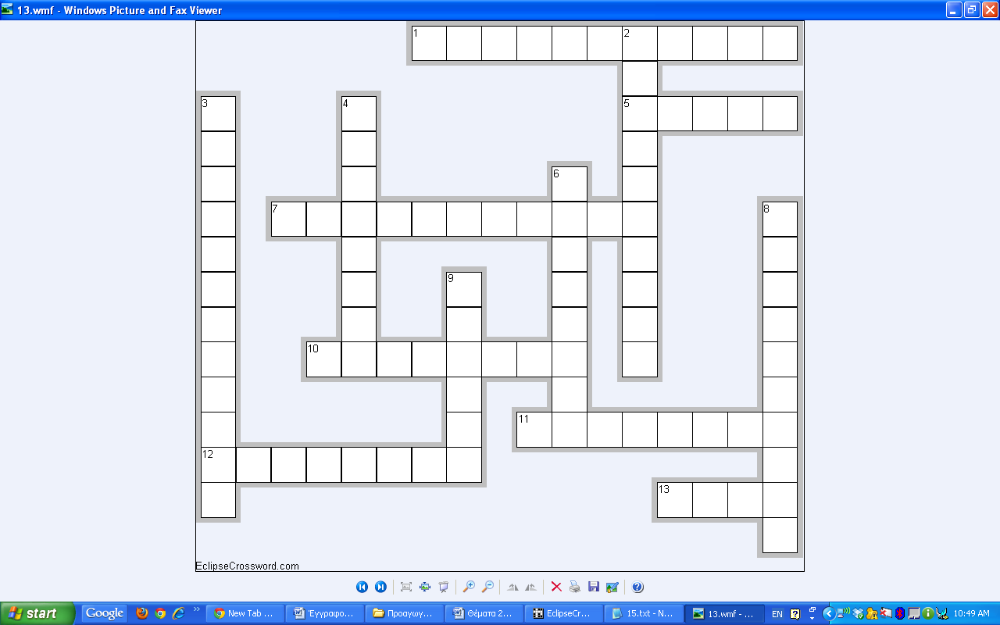 13.wmf - Windows Picture and Fax Viewer
1
2
3
4
5
6
7
8
9
10
11
12
13
EclipseCrossword.com
start
Google
»
New Tab ...
Έγγραφο...
Προαγωγ...
Θέματα 2...
EclipseCr...
15.txt - N...
13.wmf - ...
EN
10:49 AM